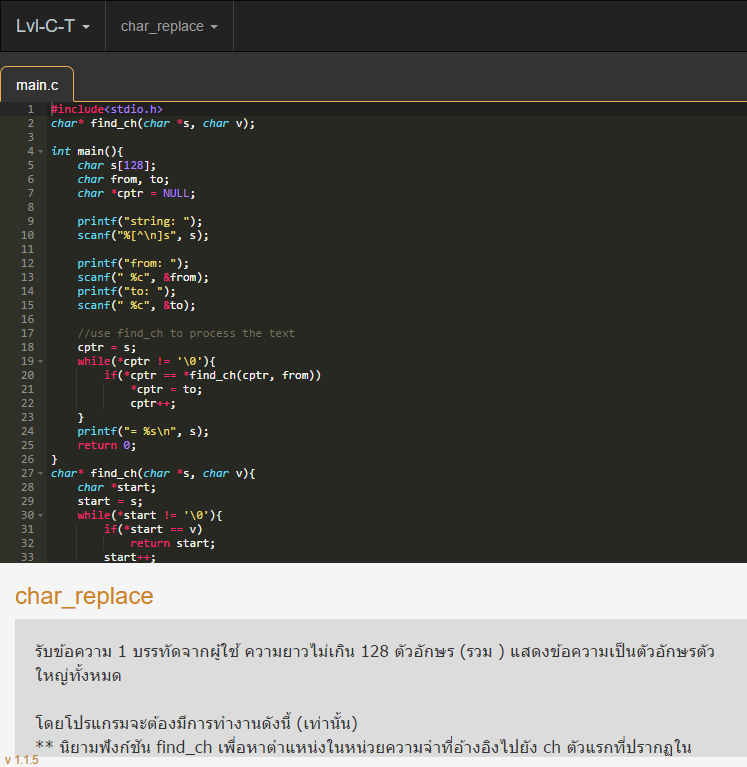 Lvl-C-T char_replace
main.c
1 #include<stdio.h>
2 char* find_ch(char *s, char v);
3
4 int main(){
5 char s[128];
6 char from, to;
7 char *cptr = NULL;
8
9 printf("string: ");
10 scanf("%[^\n]s", s);
11
12 printf("from: ");
13 scanf(" %c", &from);
14 printf("to: ");
15 scanf(" %c", &to);
16
17 //use find_ch to process the text
18 cptr = s;
19 while(*cptr != '\0'){
20 if(*cptr == *find_ch(cptr, from))
21 *cptr = to;
22 cptr++;
23 }
24 printf("= %s\n", s);
25 return 0;
26 }
27 char* find_ch(char *s, char v){
28 char *start;
29 start = s;
30 while(*start != '\0'){
31 if(*start == v)
32 return start;
33 start++;
char_replace
รับข้อความ 1 บรรทัดจากผู้ใช้ ความยาวไม่เกิน 128 ตัวอักษร (รวม ) แสดงข้อความเป็นตัวอักษรตัว
ใหญ่ทั้งหมด
โดยโปรแกรมจะต้องมีการทำงานดังนี้ (เท่านั้น)
** นิยามฟังก์ชัน find_ch เพื่อหาตำแหน่งในหน่วยความจำที่อ้างอิงไปยัง ch ตัวแรกที่ปรากฏใน
v 1.1.5